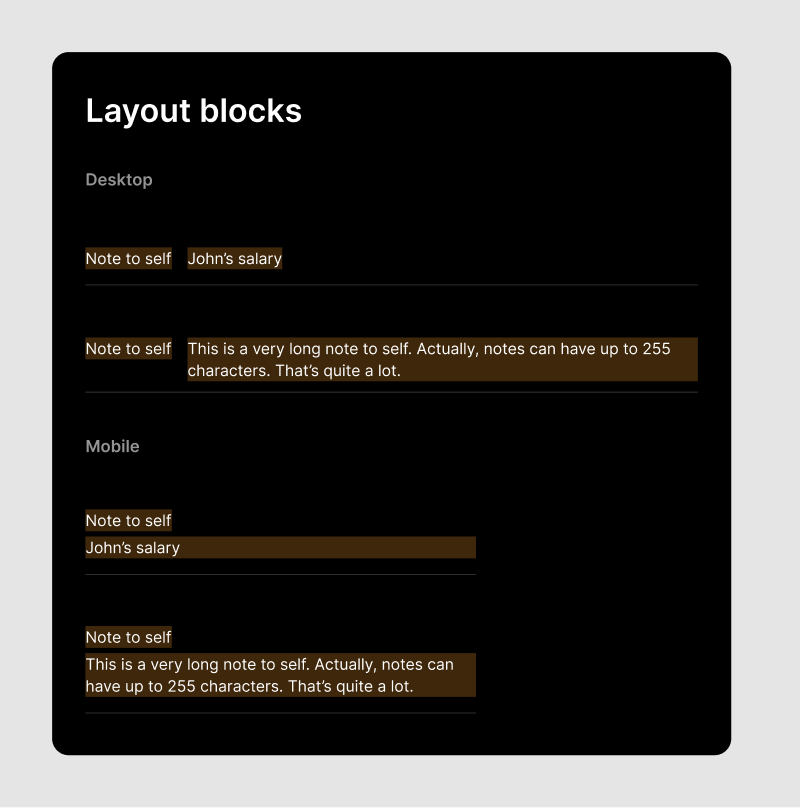 Layout blocks
Desktop
Note to self John’s salary
Note to self This is a very long note to self. Actually, notes can have up to 255
characters. That’s quite a lot.
Mobile
Note to self
John’s salary
Note to self
This is a very long note to self. Actually, notes can
have up to 255 characters. That’s quite a lot.